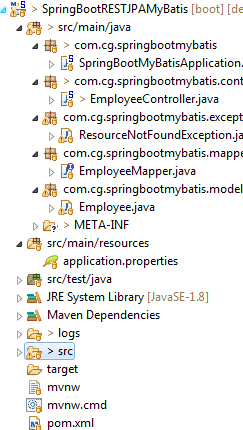 > SpringBootRESTJPAMyBatis [boot] [de
> src/main/java
> com.cg.springbootmybatis
> SpringBootMyBatisApplication.
> com.cg.springbootmybatis.cont
> EmployeeController.java
com.cg.springbootmybatis.except
ResourceNotFoundException.ja
com.cg.springbootmybatis.mappe
EmployeeMapper.java
com.cg.springbootmybatis.model
Employee.java
> META-INF
src/main/resources
application.properties
src/test/java
JRE System Library [JavaSE-1.8]
Maven Dependencies
> logs
> src
target
mvnw
mvnw.cmd
pom.xml